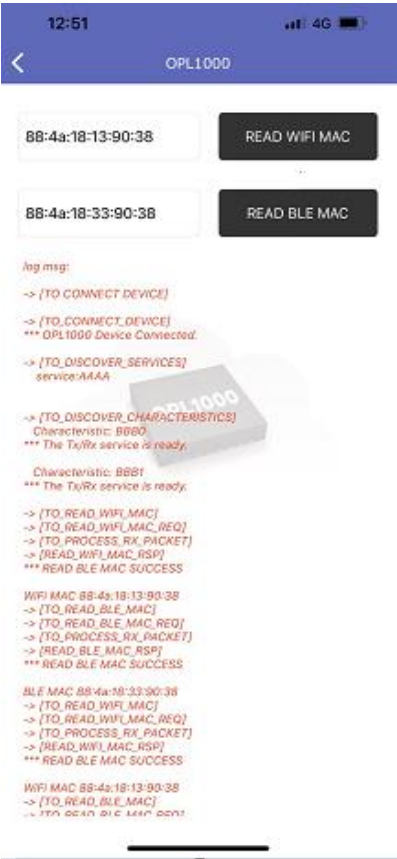 12:51
4G
OPL1000
88:4a:18:13:90:38
READ WIFI MAC
88:4a:18:33:90:38
READ BLE MAC
log msg:
-> [TO CONNECT DEVICE]
-> [TO_CONNECT_DEVICE]
*** OPL1000 Device Connected.
-> [TO_DISCOVER_SERVICES]
service:AAAA
OPL1000
-> [TO_DISCOVER_CHARACTERISTICS]
Characteristic: BBB0
*** The Tx/Rx service is ready.
Characteristic: BBB1
*** The Tx/Rx service is ready.
-> [TO_READ_WIFI_MAC]
-> [TO_READ_WIFI_MAC_REQ]
-> [TO_PROCESS_RX_PACKET]
-> [READ_WIFI_MAC_RSP]
*** READ BLE MAC SUCCESS
WIFI MAC 88:4a:18:13:90:38
-> [TO_READ_BLE_MAC]
-> [TO_READ_BLE_MAC_REQ]
-> [TO_PROCESS_RX_PACKET]
-> [READ_BLE_MAC_RSP]
*** READ BLE MAC SUCCESS
BLE MAC 88:4a:18:33:90:38
-> [TO_READ_WIFI_MAC]
-> [TO_READ_WIFI_MAC_REQ]
-> [TO_PROCESS_RX_PACKET]
-> [READ_WIFI_MAC_RSP]
*** READ BLE MAC SUCCESS
WIFI MAC 88:4a:18:13:90:38
-> [TO_READ_BLE_MAC]
-> [TO_READ_BLE_MAC_REQ]